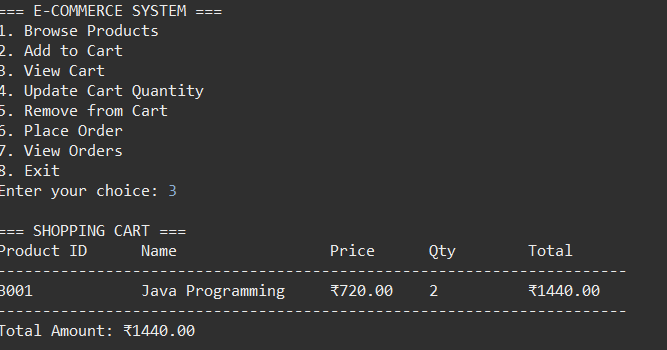 === E-COMMERCE SYSTEM ===
1. Browse Products
2. Add to Cart
3. View Cart
4. Update Cart Quantity
5. Remove from Cart
6. Place Order
7. View Orders
8. Exit
Enter your choice: 3
=== SHOPPING CART ===
Product ID Name Price Qty Total
--------------------------------------------------------------------
Java Programming ₹720.00 2 ₹1440.00
--------------------------------------------------------------------
Total Amount: ₹1440.00